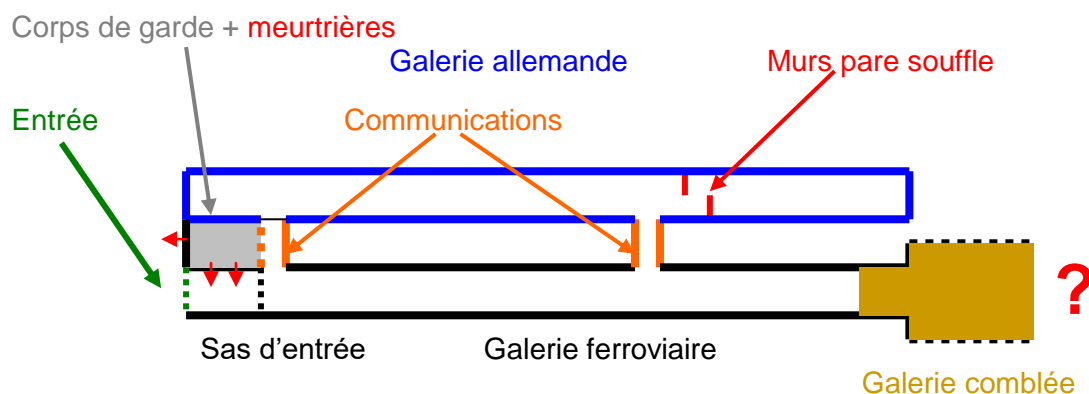 Corps de garde + meurtrières
Galerie allemande
Murs pare souffle
Entrée
Communications
?
Sas d’entrée
Galerie ferroviaire
Galerie comblée